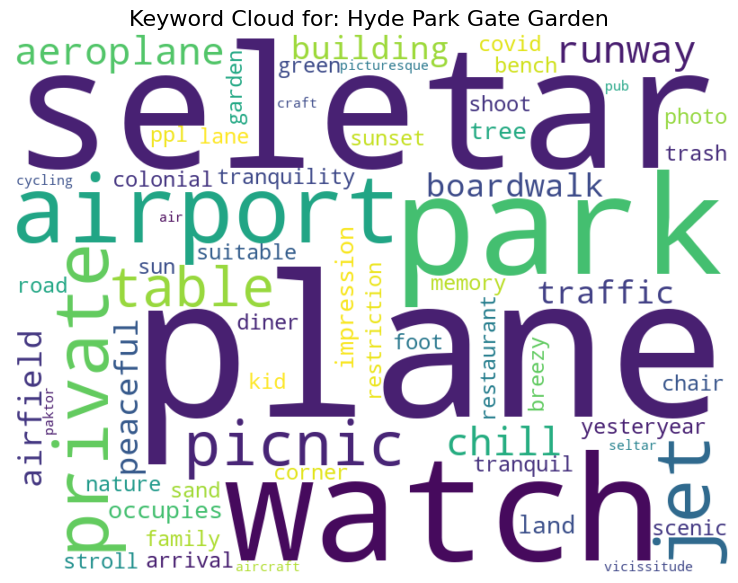 Keyword Cloud for: Hyde Park Gate Garden
aeroplane
building
covid
runway
seletar
garden
green
picturesque
bench
craft
shoot
pub
photo
ppl
lane
sunset
tree
trash
cycling
colonial
tranquility
boardwalk
airport
air
park
suitable
sun
road
private
table
impression
restriction
memory
traffic
plane
diner
foot
restaurant
breezy
airfield
paktor
peaceful
kid
chair
picnic
chill
yesteryear
seltar
jet
corner
tranquil
watch
nature
sand
occupies
land
scenic
family
stroll
arrival
aircraft
vicissitude